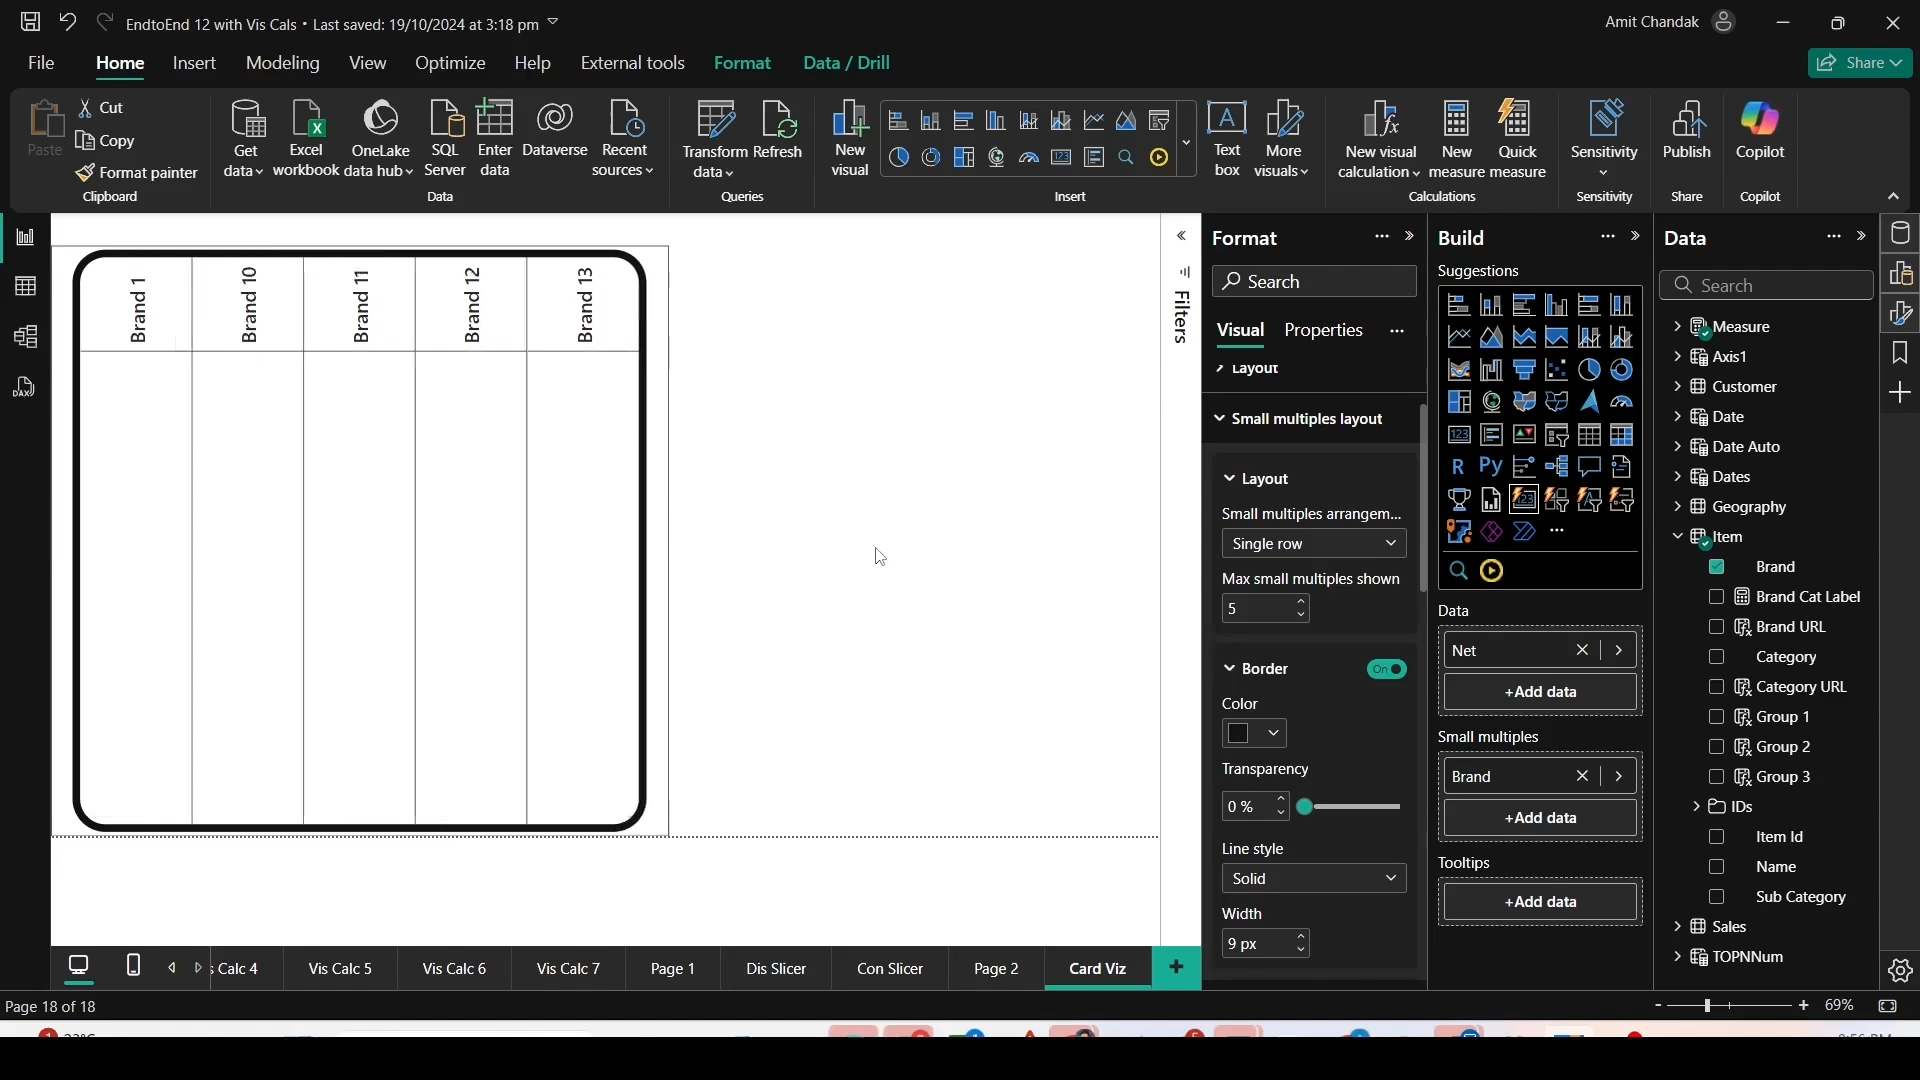 EndtoEnd 12 with Vis Cals • Last saved: 19/10/2024 at 3:18 pm
Amit Chandak
File
Home
Insert
Modeling
View
Optimize
Help
External tools
Format
Data / Drill
Share
Paste
Cut
Copy
Format painter
Clipboard
Get data
Excel workbook
OneLake data hub
SQL Server
Enter data
Dataverse
Recent sources
Data
Transform data
Refresh
Queries
New visual
Insert
Text box
More visuals
New visual calculation
New measure
Quick measure
Calculations
Sensitivity
Sensitivity
Publish
Share
Copilot
Copilot
Brand 1
Brand 10
Brand 11
Brand 12
Brand 13
Filters
Format
Search
Visual
Properties
Layout
Small multiples layout
Layout
Small multiples arrangem...
Single row
Max small multiples shown
5
Border
On
Color
Transparency
0 %
Line style
Solid
Width
9 px
Build
Suggestions
R
Py
Data
Net
+Add data
Small multiples
Brand
+Add data
Tooltips
+Add data
Data
Search
Measure
Axis1
Customer
Date
Date Auto
Dates
Geography
Item
Brand
Brand Cat Label
Brand URL
Category
Category URL
Group 1
Group 2
Group 3
IDs
Item Id
Name
Sub Category
Sales
TOPNNum
DAX
s Calc 4
Vis Calc 5
Vis Calc 6
Vis Calc 7
Page 1
Dis Slicer
Con Slicer
Page 2
Card Viz
Page 18 of 18
69%